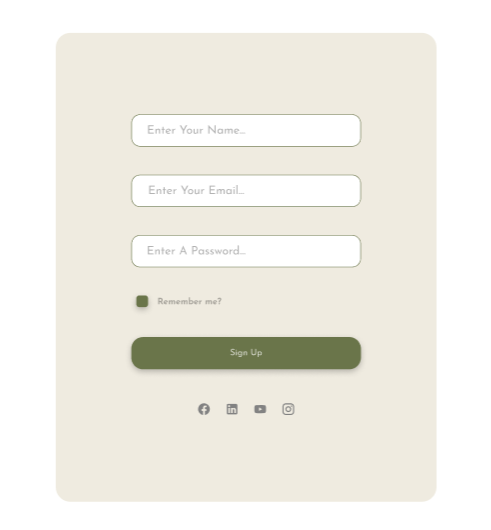 Enter Your Name...
Enter Your Email...
Enter A Password...
Remember me?
Sign Up